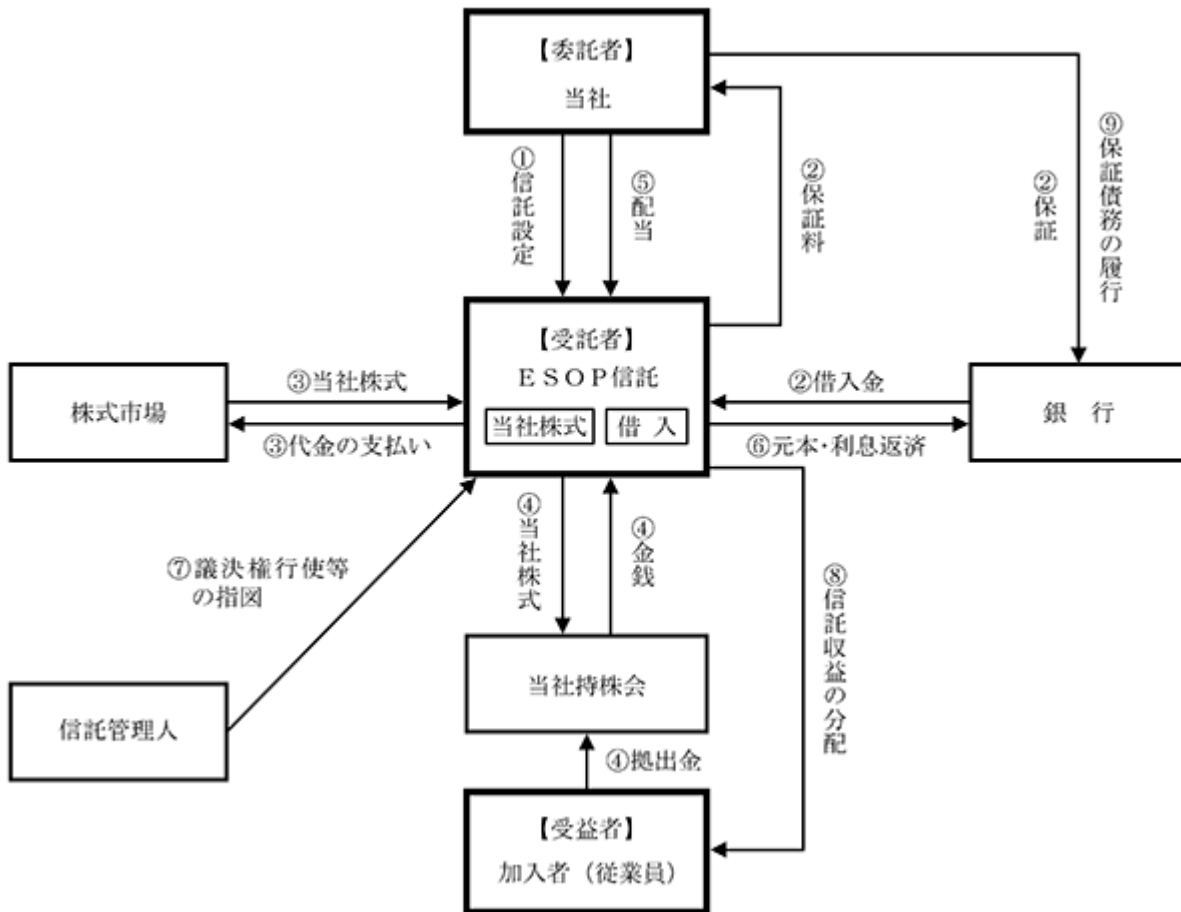 【委託者】
当社
①信託設定
⑤配当
②保証料
②保証
⑨保証債務の履行
【受託者】
ＥＳＯＰ信託
当社株式
借 入
株式市場
③当社株式
③代金の支払い
②借入金
⑥元本・利息返済
銀　行
⑦議決権行使等
の指図
④当社株式
④金銭
⑧信託収益の分配
当社持株会
信託管理人
④拠出金
【受益者】
加入者（従業員）